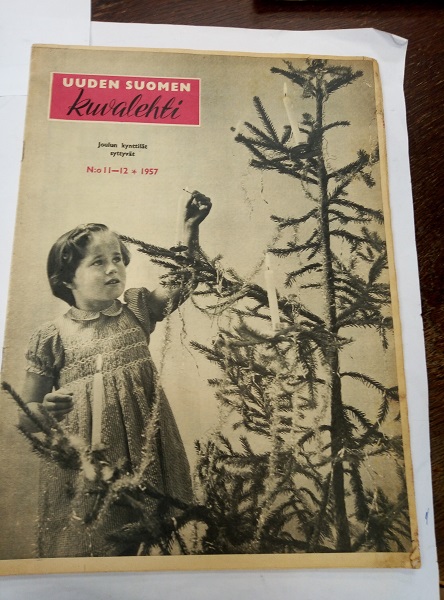 UUDEN SUOMEN
kuvalehti
Joulun kynttilät
syttyvät
N:o 11—12 * 1957